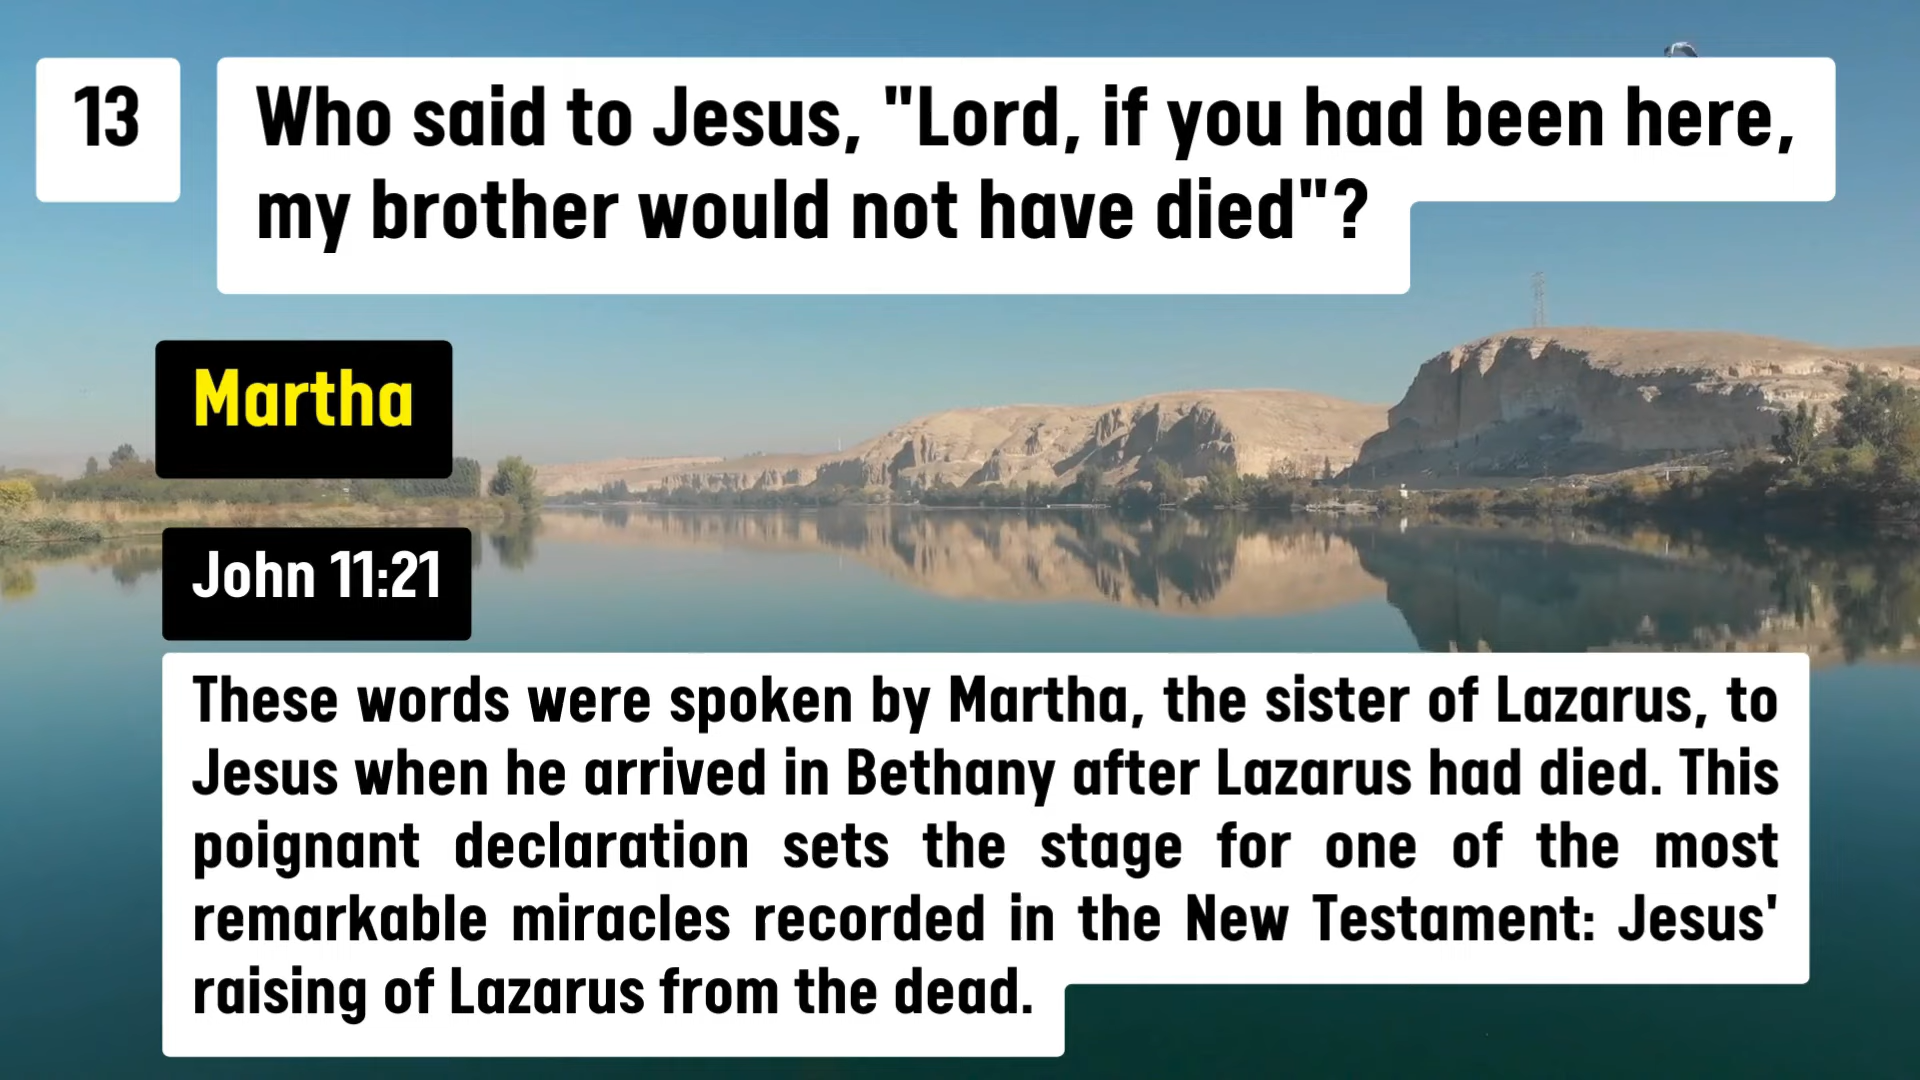 13
Who said to Jesus, "Lord, if you had been here,
my brother would not have died"?
Martha
John 11:21
These words were spoken by Martha, the sister of Lazarus, to
Jesus when he arrived in Bethany after Lazarus had died. This
poignant declaration sets the stage for one of the most
remarkable miracles recorded in the New Testament: Jesus'
raising of Lazarus from the dead.